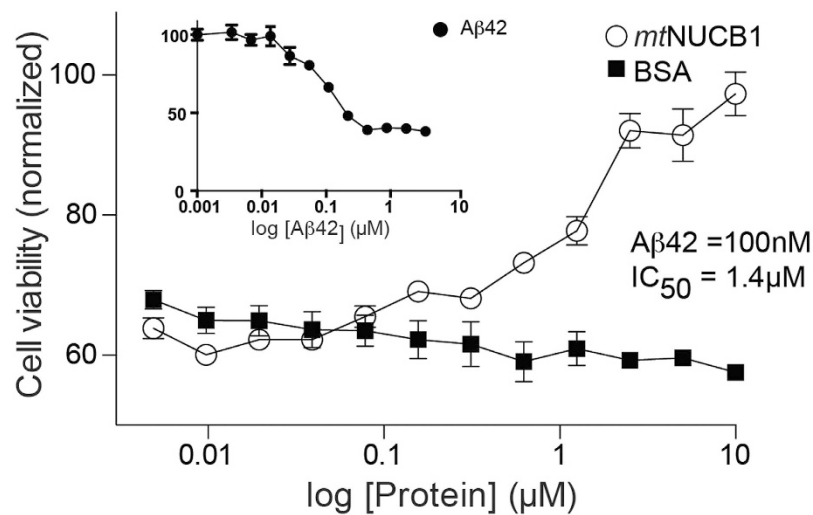 Aβ42
mtNUCB1
BSA
100
50
0
0.001
0.01
0.1
1
10
log [Aβ42] (μM)
Cell viability (normalized)
100
80
60
Aβ42 =100nM
IC50 = 1.4μM
0.01
0.1
1
10
log [Protein] (μM)